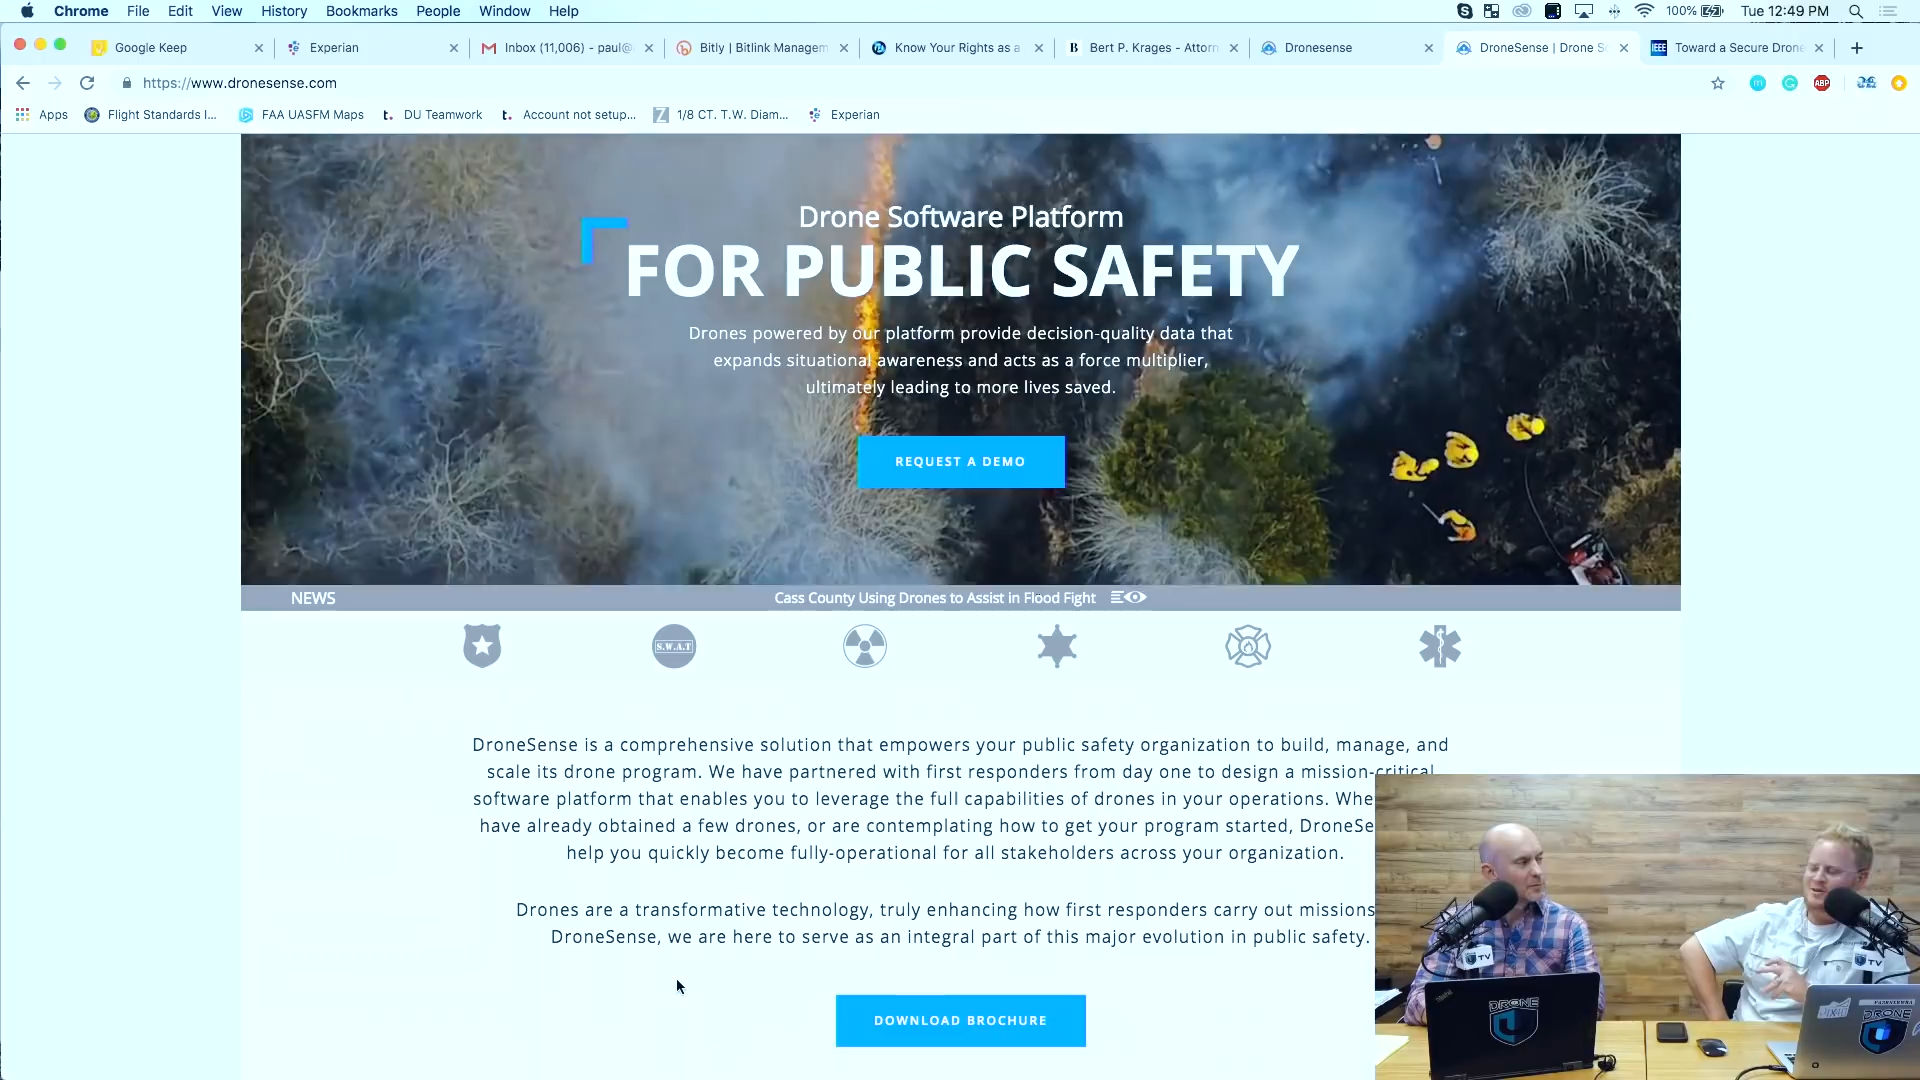 Chrome File Edit View History Bookmarks People Window Help
100% Tue 12:49 PM
Google Keep
Experian
Inbox (11,006) - paul@
Bitly | Bitlink Managem
Know Your Rights as a
Bert P. Krages - Attorn
Dronesense
DroneSense | Drone S
IEEE Toward a Secure Drone
https://www.dronesense.com
ABP
Apps
Flight Standards I...
FAA UASFM Maps
t. DU Teamwork
t. Account not setup...
Z 1/8 CT. T.W. Diam...
Experian
Drone Software Platform
FOR PUBLIC SAFETY
Drones powered by our platform provide decision-quality data that
expands situational awareness and acts as a force multiplier,
ultimately leading to more lives saved.
REQUEST A DEMO
NEWS
Cass County Using Drones to Assist in Flood Fight
S.W.A.T
DroneSense is a comprehensive solution that empowers your public safety organization to build, manage, and
scale its drone program. We have partnered with first responders from day one to design a mission-critical
software platform that enables you to leverage the full capabilities of drones in your operations. Whe
have already obtained a few drones, or are contemplating how to get your program started, DroneSe
help you quickly become fully-operational for all stakeholders across your organization.
Drones are a transformative technology, truly enhancing how first responders carry out missions
DroneSense, we are here to serve as an integral part of this major evolution in public safety.
DOWNLOAD BROCHURE
TV
TV
DRONE
DRONE